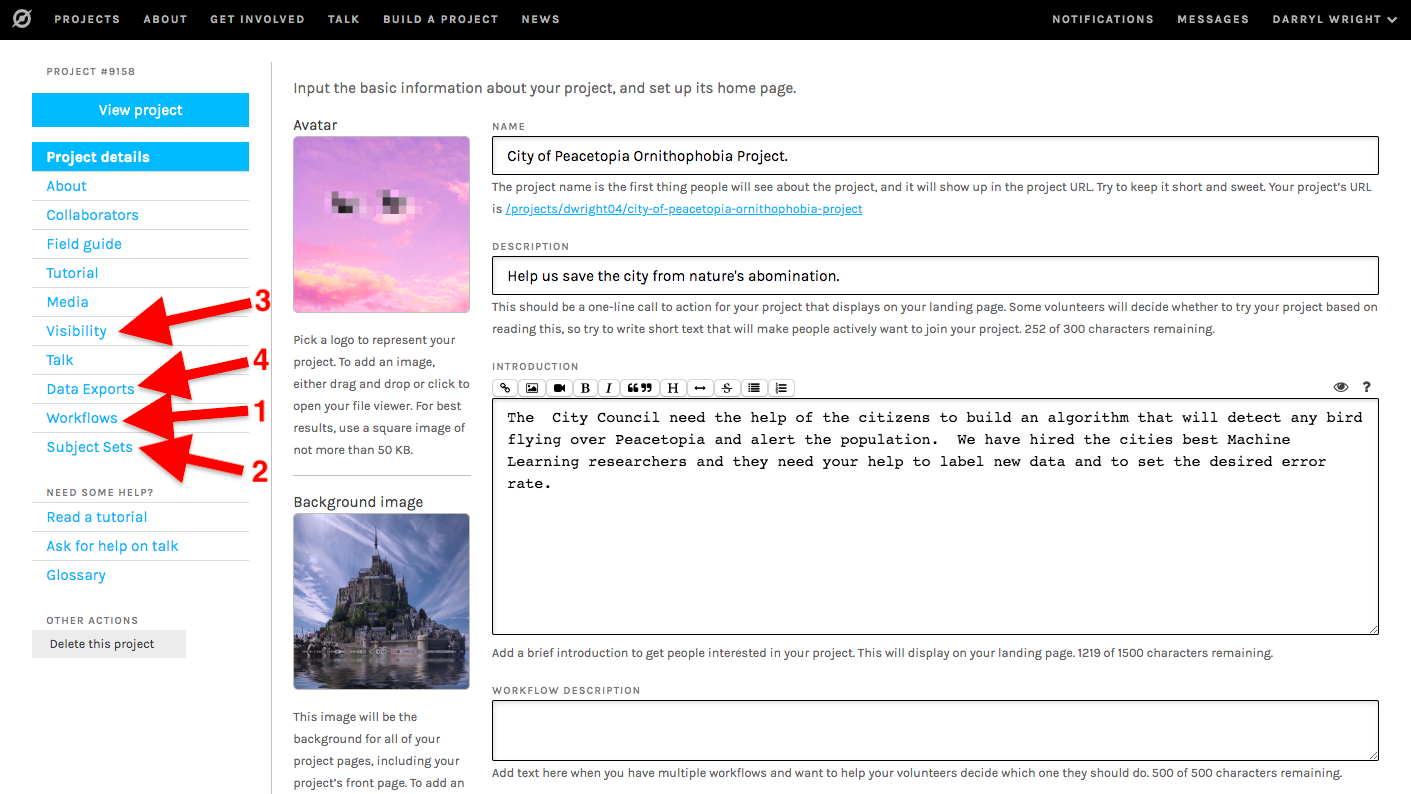 PROJECTS ABOUT GET INVOLVED TALK BUILD A PROJECT NEWS NOTIFICATIONS MESSAGES DARRYL WRIGHT
PROJECT #9158
View project
Project details
About
Collaborators
Field guide
Tutorial
Media
Visibility
3
Talk
4
Data Exports
Workflows
1
Subject Sets
2
NEED SOME HELP?
Read a tutorial
Ask for help on talk
Glossary
OTHER ACTIONS
Delete this project
Input the basic information about your project, and set up its home page.
Avatar
Pick a logo to represent your
project. To add an image,
either drag and drop or click to
open your file viewer. For best
results, use a square image of
not more than 50 KB.
Background image
This image will be the
background for all of your
project pages, including your
project's front page. To add an
NAME
City of Peacetopia Ornithophobia Project.
The project name is the first thing people will see about the project, and it will show up in the project URL. Try to keep it short and sweet. Your project's URL
is /projects/dwright04/city-of-peacetopia-ornithophobia-project
DESCRIPTION
Help us save the city from nature's abomination.
This should be a one-line call to action for your project that displays on your landing page. Some volunteers will decide whether to try your project based on
reading this, so try to write short text that will make people actively want to join your project. 252 of 300 characters remaining.
INTRODUCTION
B I H S ?
The  City Council need the help of the citizens to build an algorithm that will detect any bird
flying over Peacetopia and alert the population.  We have hired the cities best Machine
Learning researchers and they need your help to label new data and to set the desired error
rate.
Add a brief introduction to get people interested in your project. This will display on your landing page. 1219 of 1500 characters remaining.
WORKFLOW DESCRIPTION
Add text here when you have multiple workflows and want to help your volunteers decide which one they should do. 500 of 500 characters remaining.